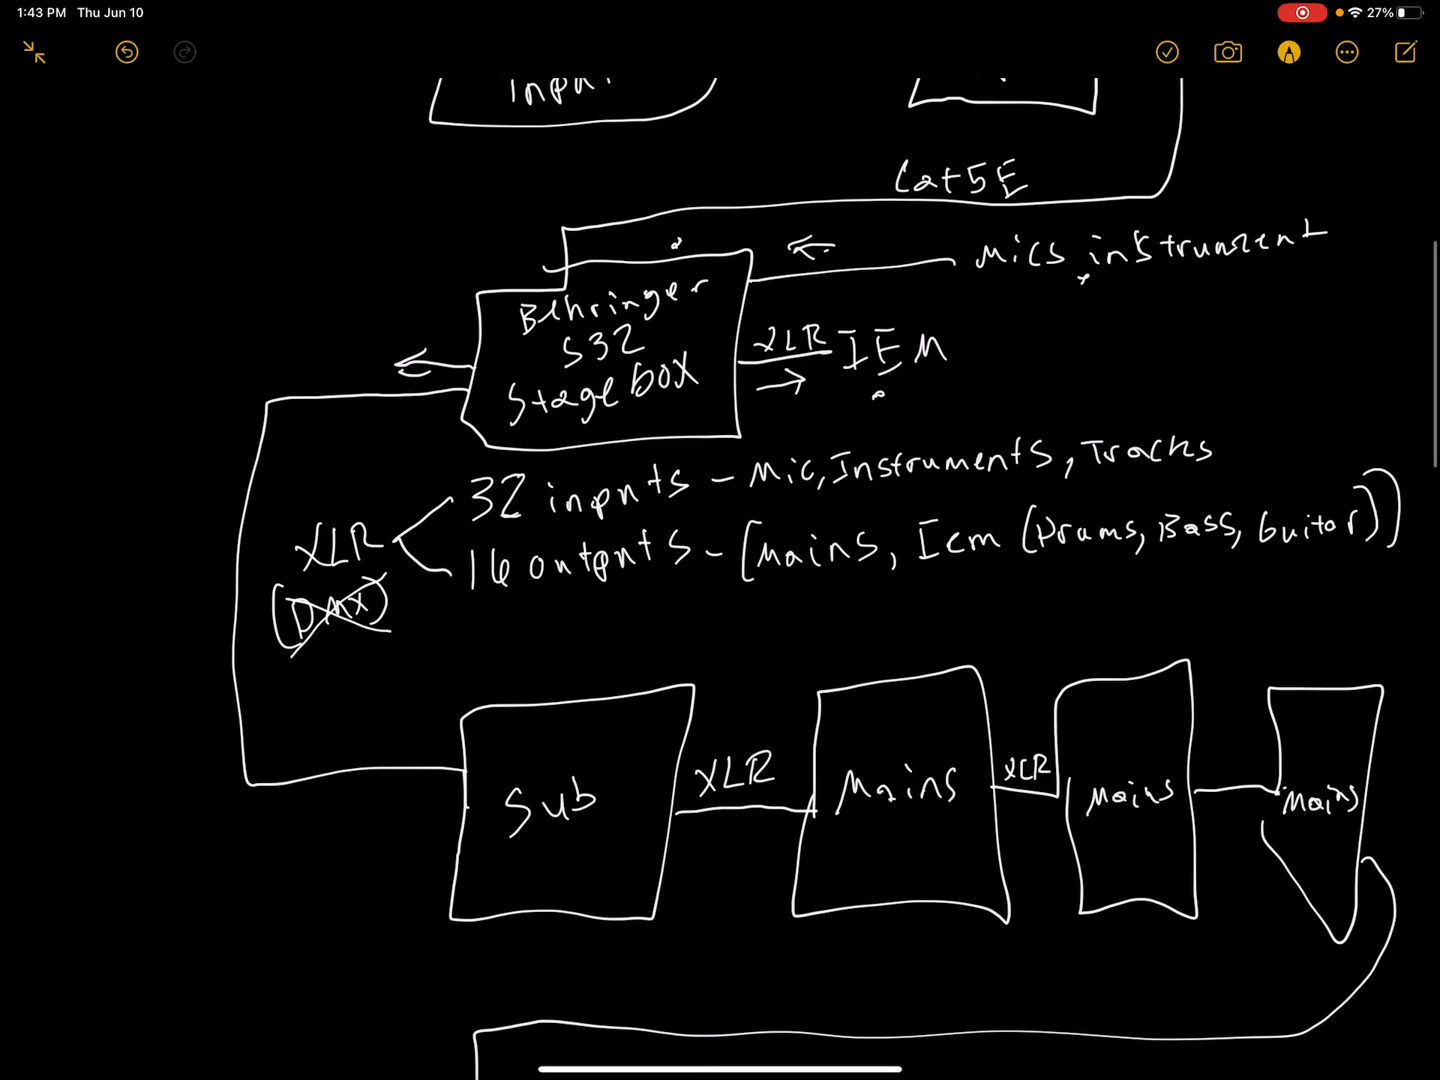 1:43 PM Thu Jun 10
27%
Input
Cat5E
Mics, instrument
Behringer
S32
Stage box
XLR
IEM
32 inputs - Mic, Instruments, Tracks
XLR
16 outputs - [Mains, Iem (Drums, Bass, Guitar))
(DMX)
Sub
XLR
Mains
XLR
Mains
Mains